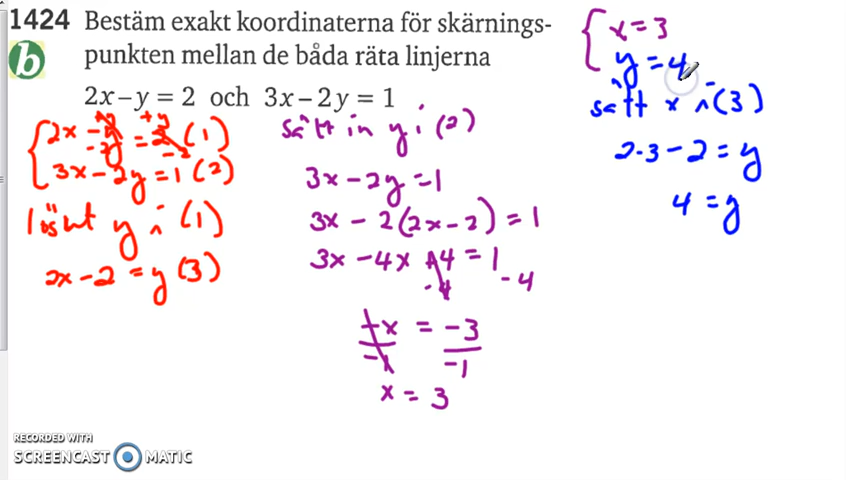 1424 Bestäm exakt koordinaterna för skärnings-
b punkten mellan de båda räta linjerna
2x−y = 2 och 3x−2y = 1
2x − y = 2 (1)
+y +y
−2y −2
3x − 2y = 1 (2)
löst y i (1)
2x − 2 = y (3)
sätt in y i (2)
3x − 2y = 1
3x − 2(2x − 2) = 1
3x − 4x + 4 = 1
−4 −4
−x = −3
−1 −1
x = 3
x = 3
y = 4
sätt x i (3)
2·3 − 2 = y
4 = y
RECORDED WITH
SCREENCAST MATIC